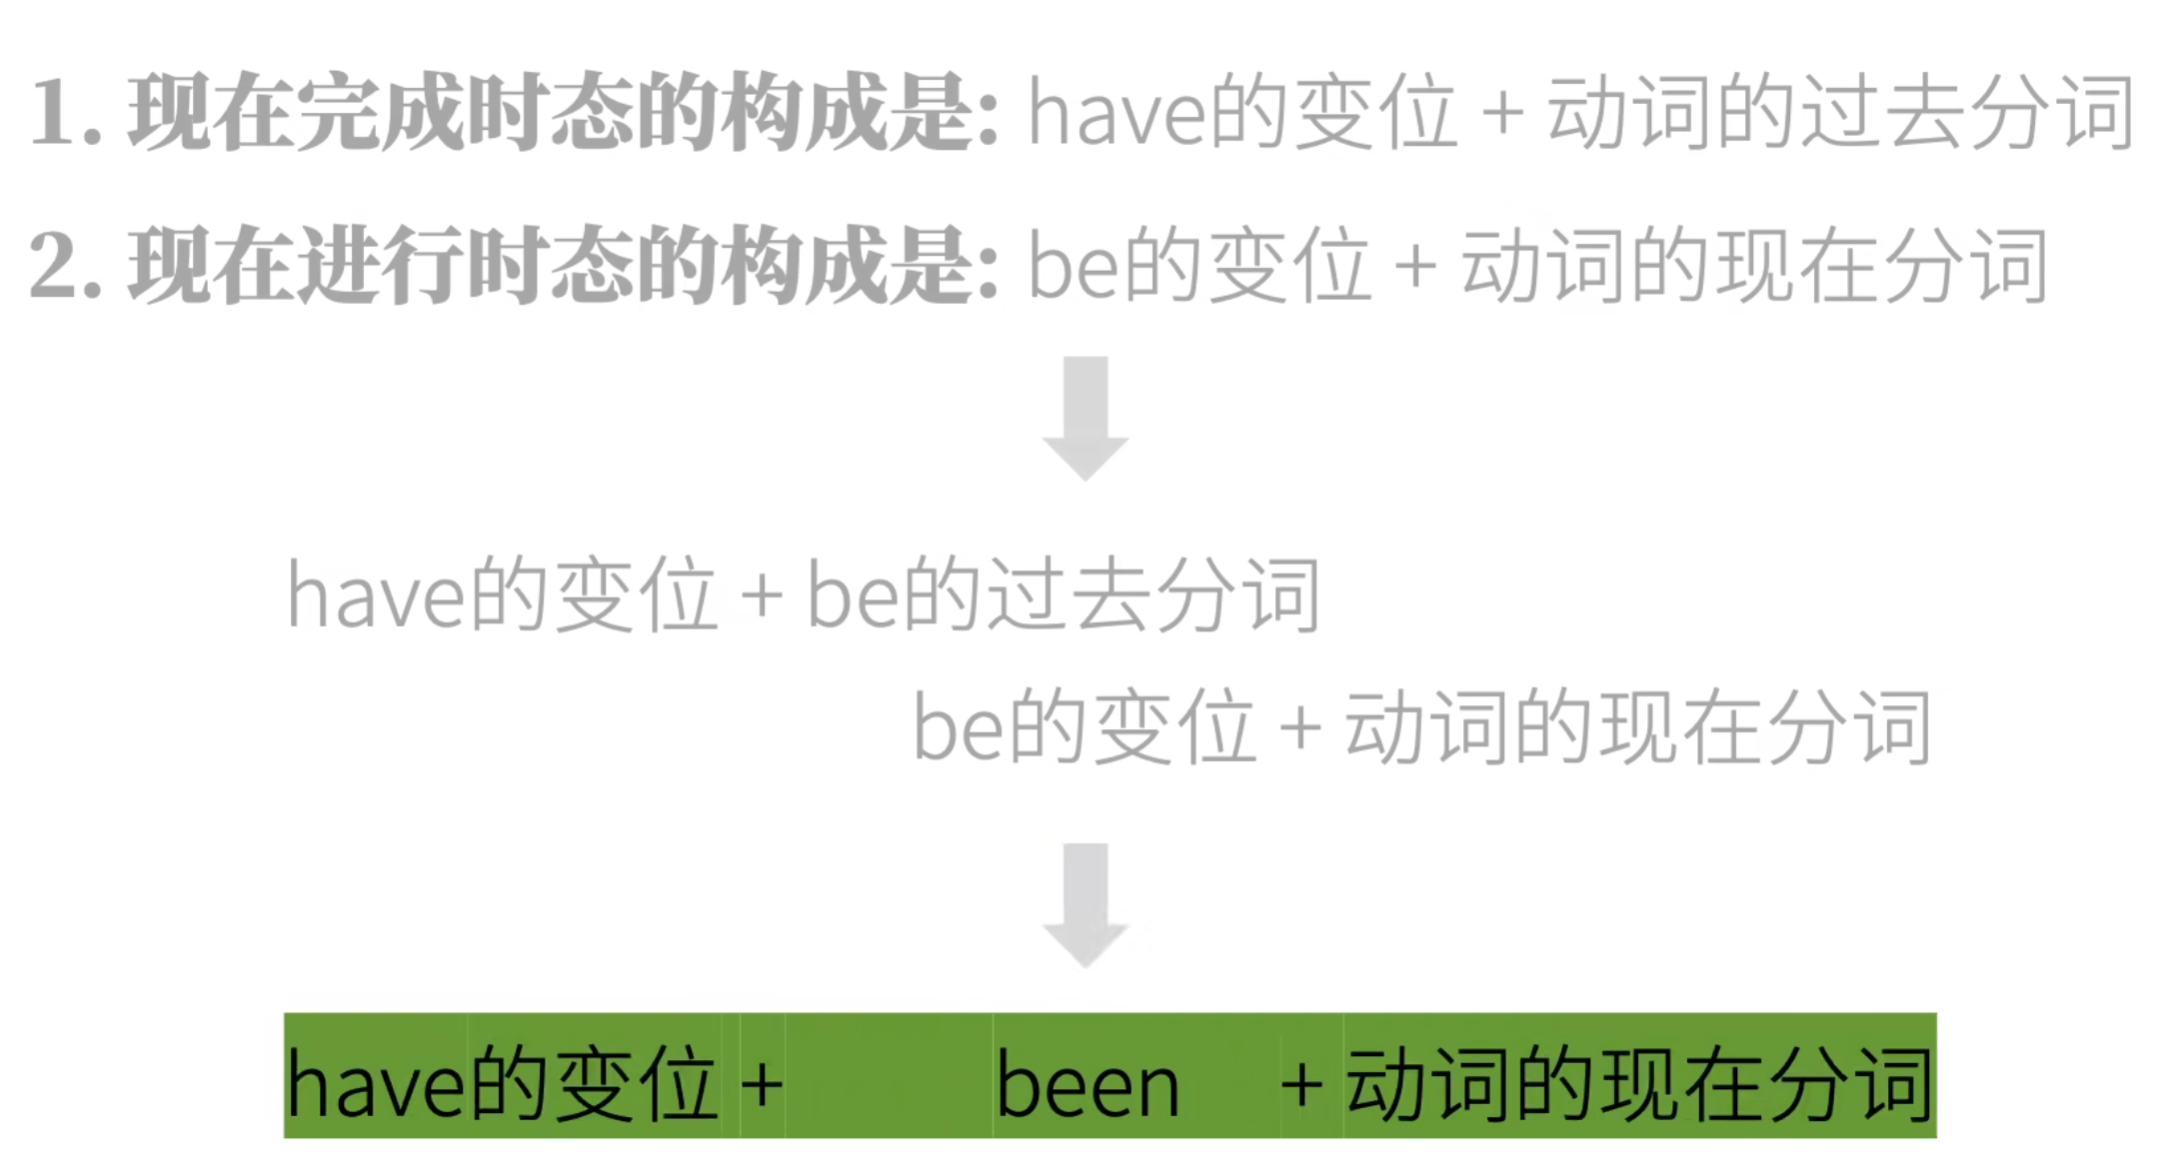 1. 现在完成时态的构成是: have的变位 + 动词的过去分词
2. 现在进行时态的构成是: be的变位 + 动词的现在分词
have的变位 + be的过去分词
be的变位 + 动词的现在分词
have的变位 + been + 动词的现在分词